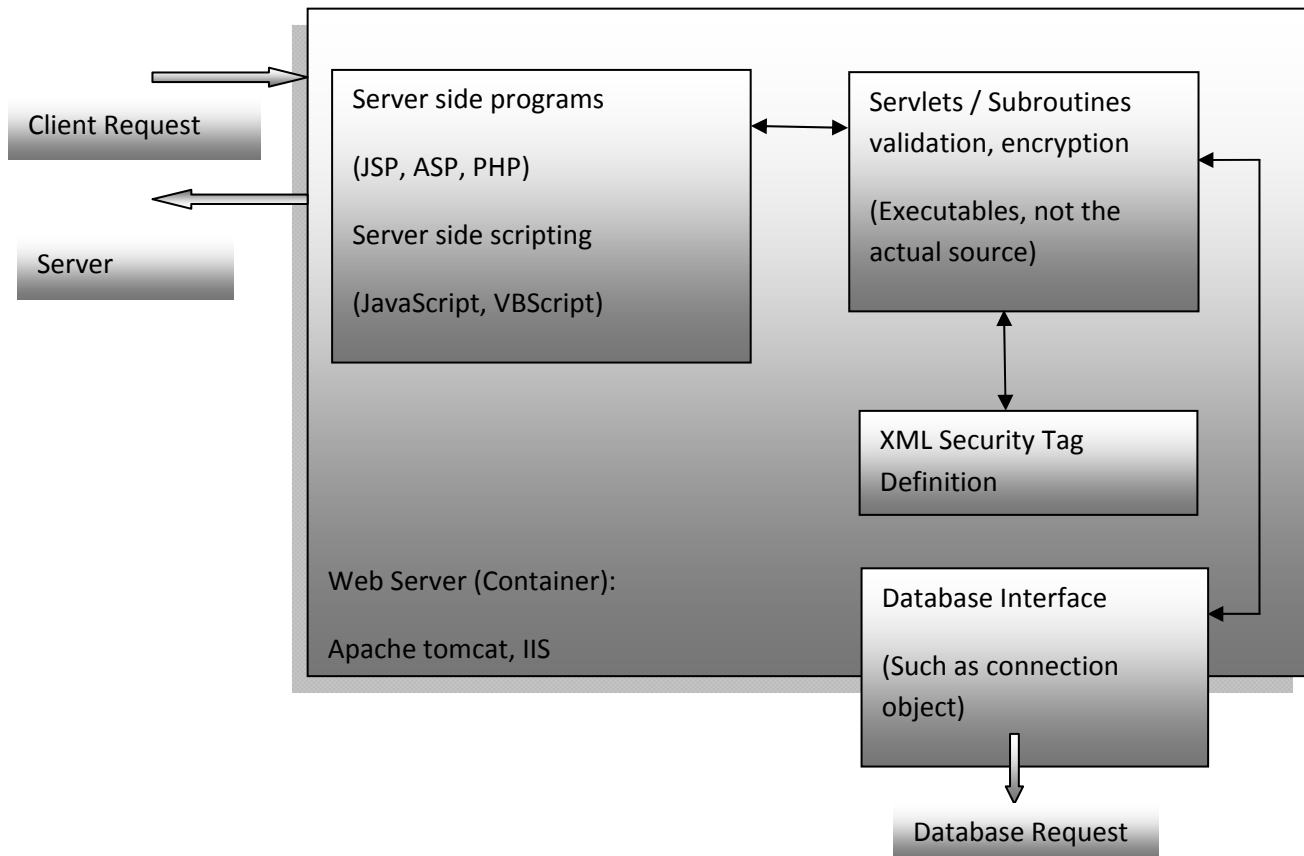 Client Request
Server
Server side programs
(JSP, ASP, PHP)
Server side scripting
(JavaScript, VBScript)
Servlets / Subroutines
validation, encryption
(Executables, not the
actual source)
XML Security Tag
Definition
Web Server (Container):
Apache tomcat, IIS
Database Interface
(Such as connection
object)
Database Request